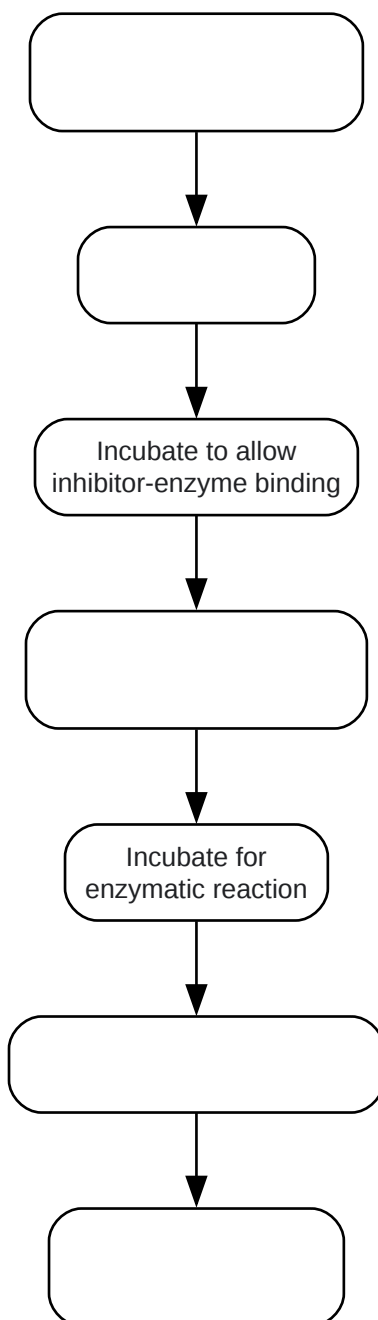 Incubate to allow
inhibitor-enzyme binding
Incubate for
enzymatic reaction